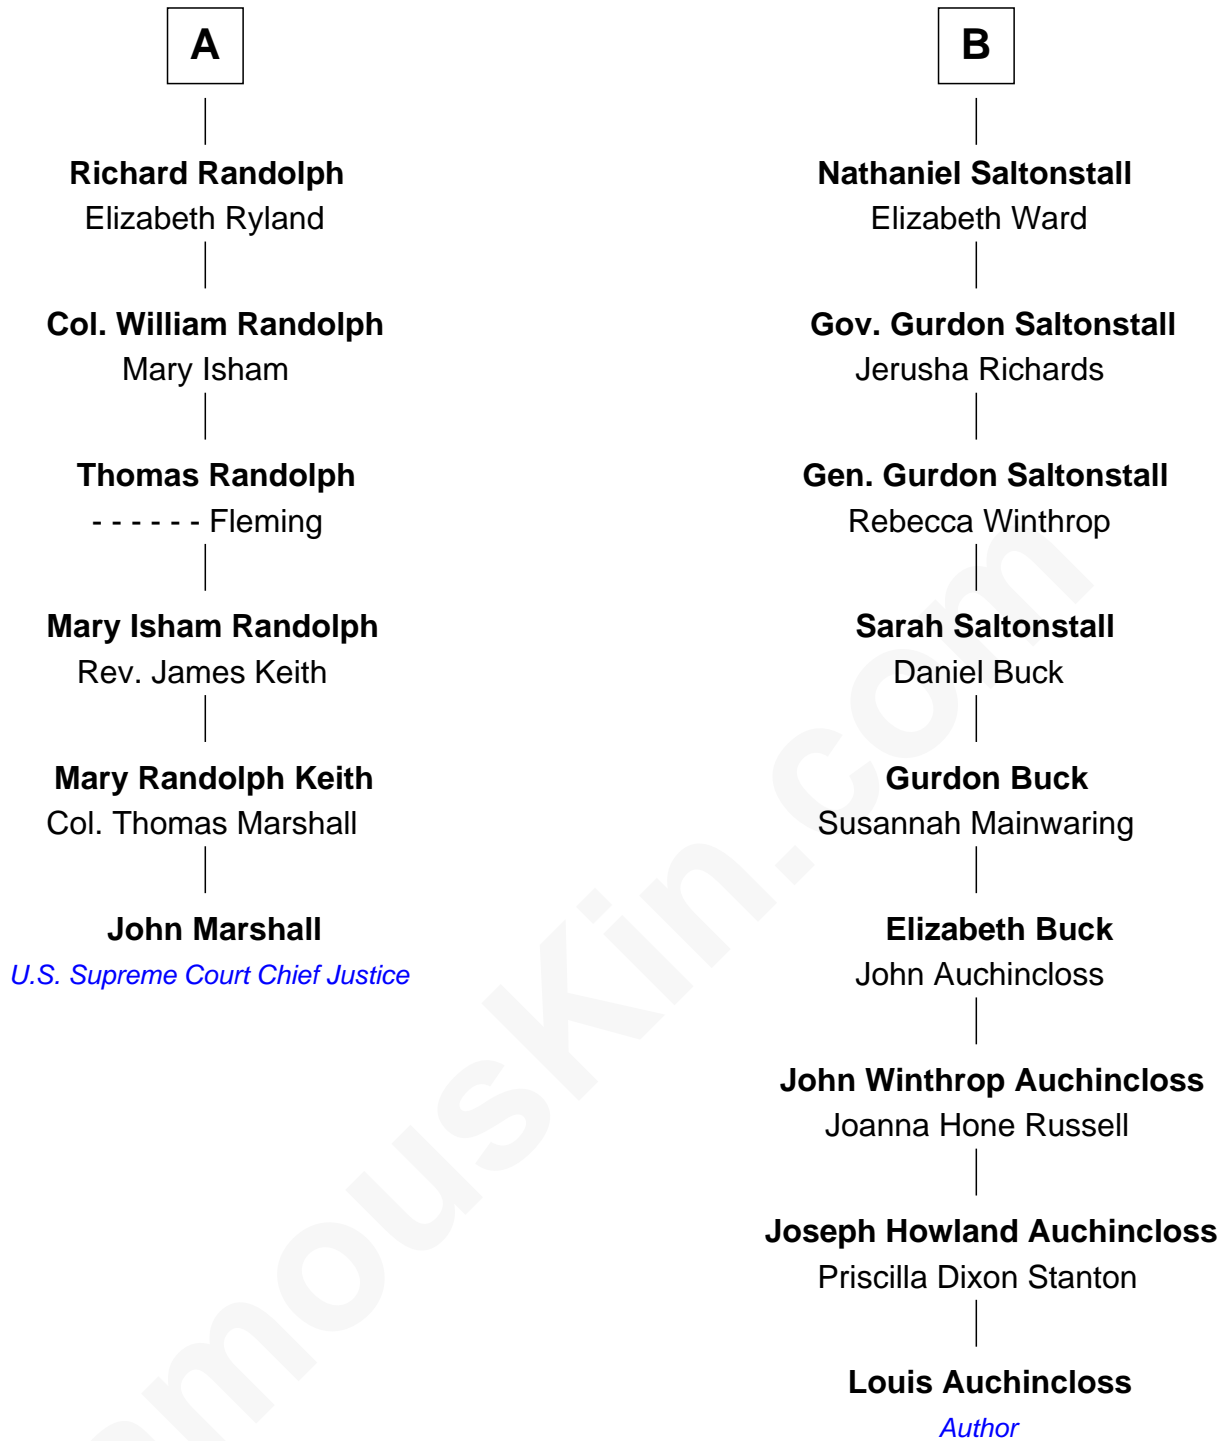 A
Richard Randolph
Elizabeth Ryland
Col. William Randolph
Mary Isham
Thomas Randolph
- - - - - - Fleming
Mary Isham Randolph
Rev. James Keith
Mary Randolph Keith
Col. Thomas Marshall
John Marshall
U.S. Supreme Court Chief Justice
B
Nathaniel Saltonstall
Elizabeth Ward
Gov. Gurdon Saltonstall
Jerusha Richards
Gen. Gurdon Saltonstall
Rebecca Winthrop
Sarah Saltonstall
Daniel Buck
Gurdon Buck
Susannah Mainwaring
Elizabeth Buck
John Auchincloss
John Winthrop Auchincloss
Joanna Hone Russell
Joseph Howland Auchincloss
Priscilla Dixon Stanton
Louis Auchincloss
Author
amouskin.com